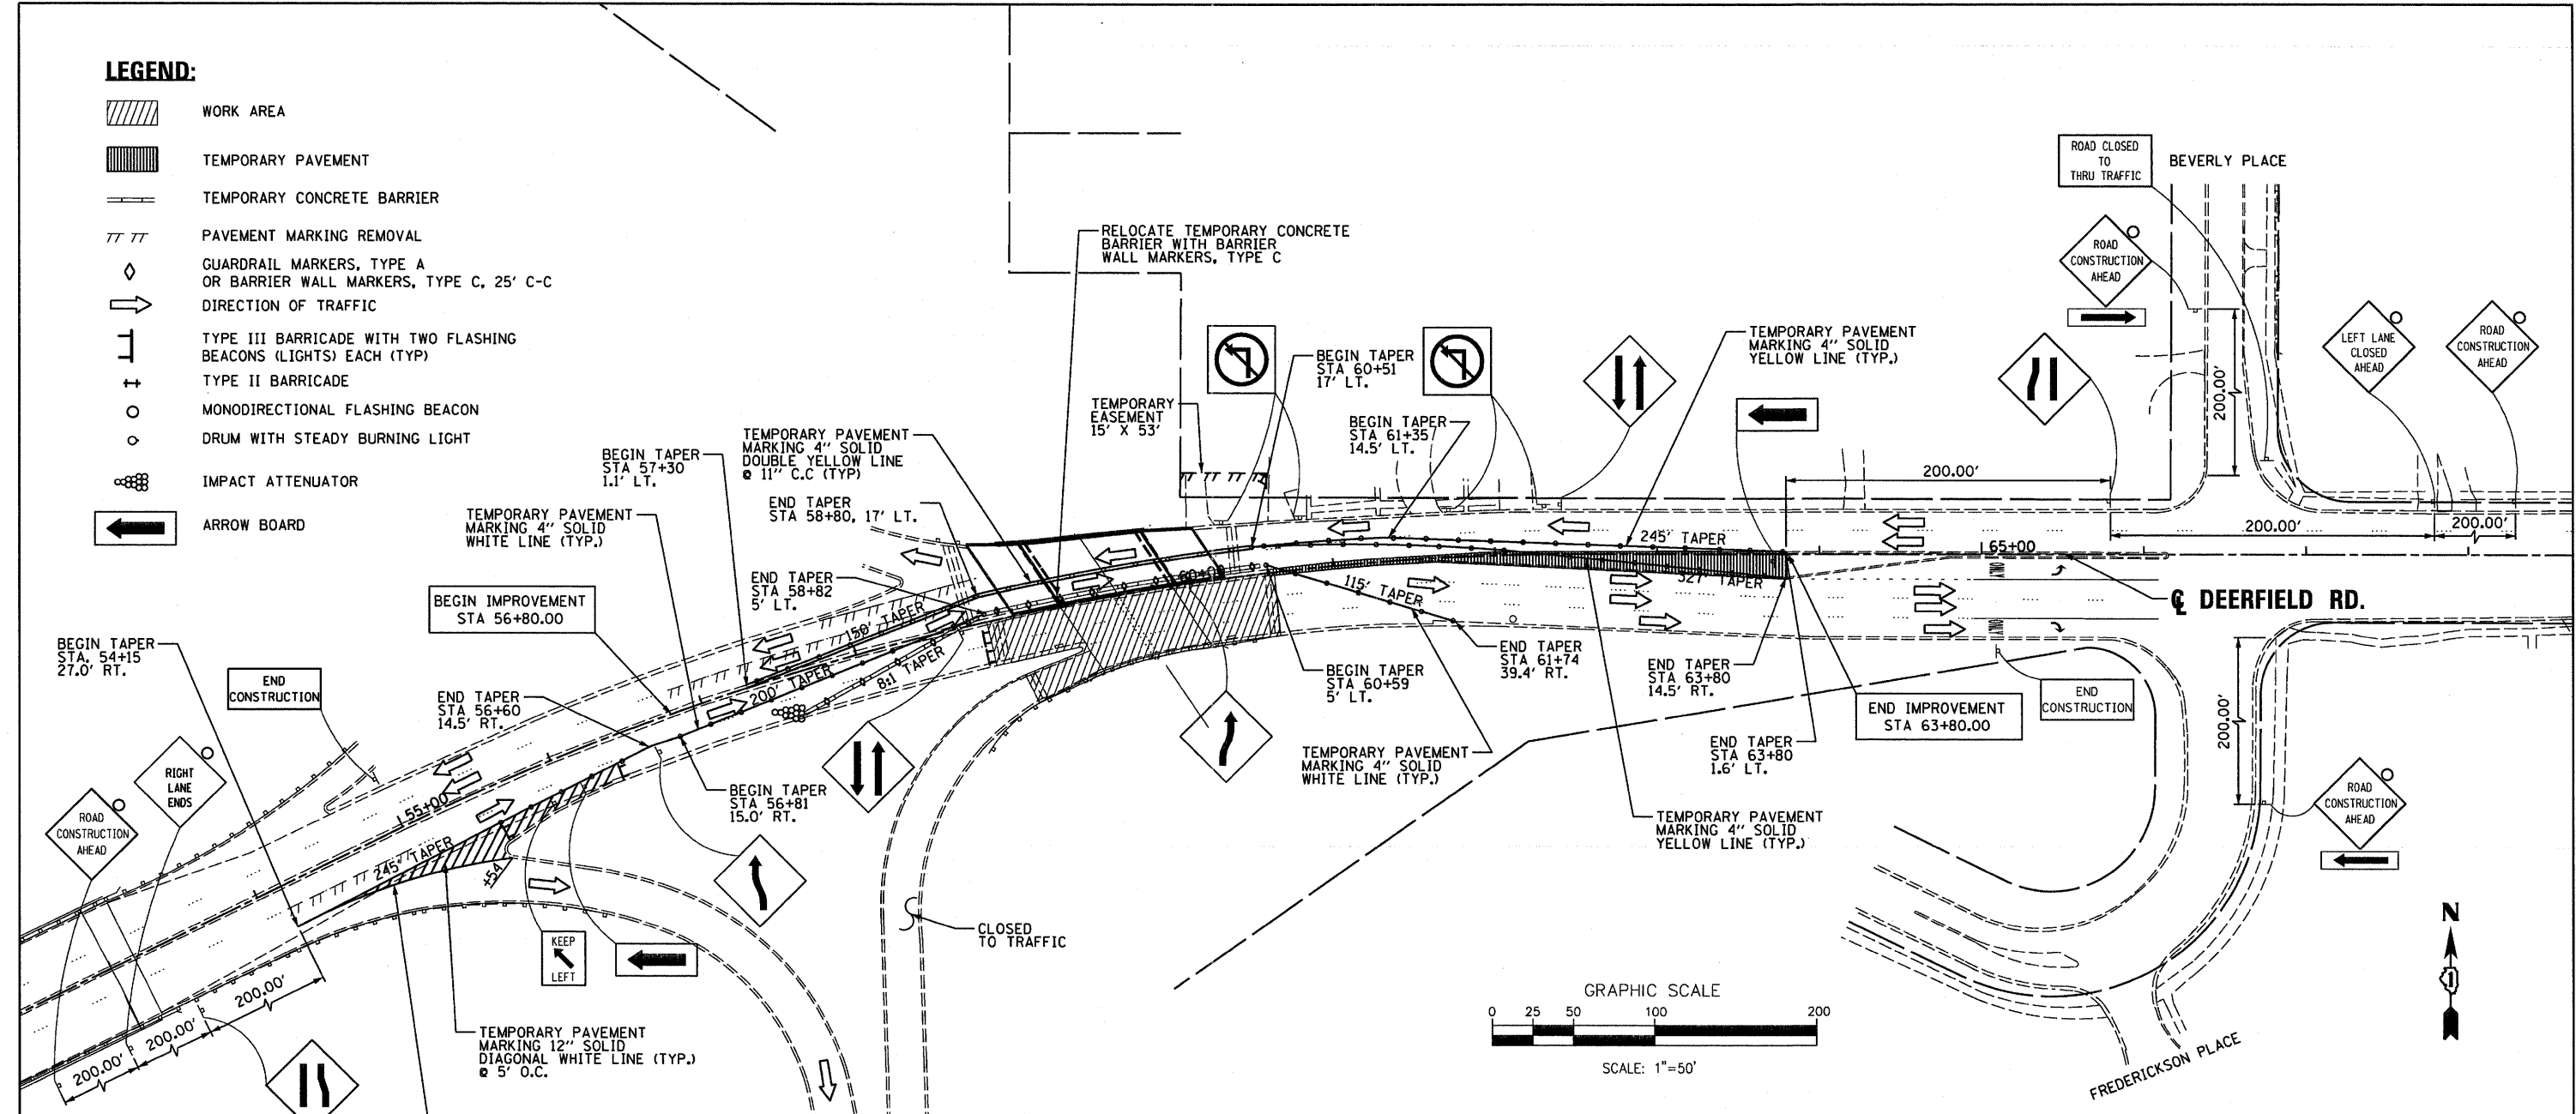 LEGEND:
WORK AREA
TEMPORARY PAVEMENT
TEMPORARY CONCRETE BARRIER
PAVEMENT MARKING REMOVAL
GUARDRAIL MARKERS, TYPE A
OR BARRIER WALL MARKERS, TYPE C, 25' C-C
DIRECTION OF TRAFFIC
TYPE III BARRICADE WITH TWO FLASHING
BEACONS (LIGHTS) EACH (TYP)
TYPE II BARRICADE
MONODIRECTIONAL FLASHING BEACON
DRUM WITH STEADY BURNING LIGHT
IMPACT ATTENUATOR
ARROW BOARD
RELOCATE TEMPORARY CONCRETE
BARRIER WITH BARRIER
WALL MARKERS, TYPE C
ROAD CLOSED
TO
THRU TRAFFIC
BEVERLY PLACE
ROAD
CONSTRUCTION
AHEAD
LEFT LANE
CLOSED
AHEAD
ROAD
CONSTRUCTION
AHEAD
200.00'
TEMPORARY PAVEMENT
MARKING 4" SOLID
YELLOW LINE (TYP.)
BEGIN TAPER
STA 60+51
17' LT.
TEMPORARY
EASEMENT
15' X 53'
BEGIN TAPER
STA 61+35
14.5' LT.
TEMPORARY PAVEMENT
MARKING 4" SOLID
DOUBLE YELLOW LINE
@ 11" C.C (TYP)
BEGIN TAPER
STA 57+30
1.1' LT.
END TAPER
STA 58+80, 17' LT.
TEMPORARY PAVEMENT
MARKING 4" SOLID
WHITE LINE (TYP.)
200.00'
200.00'
200.00'
245' TAPER
65+00
60+00
327' TAPER
115' TAPER
END TAPER
STA 58+82
5' LT.
BEGIN IMPROVEMENT
STA 56+80.00
150' TAPER
200' TAPER
8:1 TAPER
ONLY
ONLY
℄ DEERFIELD RD.
BEGIN TAPER
STA. 54+15
27.0' RT.
END
CONSTRUCTION
END TAPER
STA 56+60
14.5' RT.
END TAPER
STA 61+74
39.4' RT.
BEGIN TAPER
STA 60+59
5' LT.
END TAPER
STA 63+80
14.5' RT.
END IMPROVEMENT
STA 63+80.00
END
CONSTRUCTION
200.00'
TEMPORARY PAVEMENT
MARKING 4" SOLID
WHITE LINE (TYP.)
END TAPER
STA 63+80
1.6' LT.
RIGHT
LANE
ENDS
ROAD
CONSTRUCTION
AHEAD
55+00
245' TAPER
+54
BEGIN TAPER
STA 56+81
15.0' RT.
TEMPORARY PAVEMENT
MARKING 4" SOLID
YELLOW LINE (TYP.)
ROAD
CONSTRUCTION
AHEAD
KEEP
LEFT
CLOSED
TO TRAFFIC
200.00'
200.00'
200.00'
TEMPORARY PAVEMENT
MARKING 12" SOLID
DIAGONAL WHITE LINE (TYP.)
@ 5' O.C.
GRAPHIC SCALE
0 25 50 100 200
SCALE: 1"=50'
FREDERICKSON PLACE
N